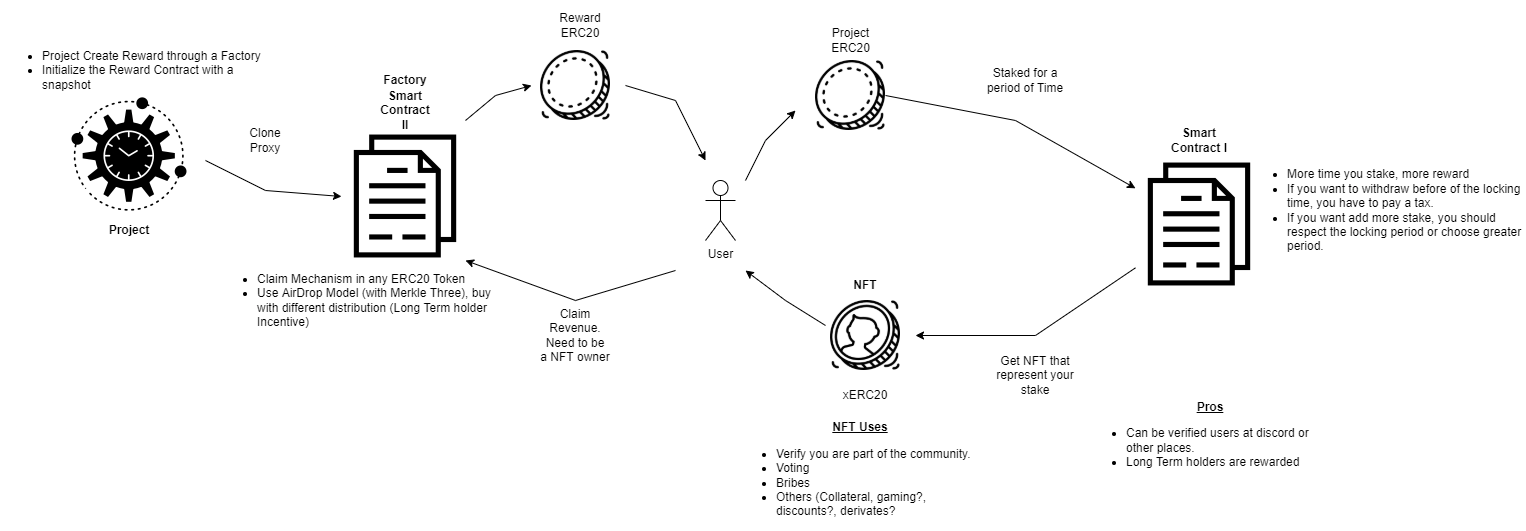 • Project Create Reward through a Factory
• Initialize the Reward Contract with a
snapshot
Project
Clone
Proxy
Factory
Smart
Contract
II
• Claim Mechanism in any ERC20 Token
• Use AirDrop Model (with Merkle Three), buy
with different distribution (Long Term holder
Incentive)
Reward
ERC20
User
Claim
Revenue.
Need to be
a NFT owner
Project
ERC20
Staked for a
period of Time
Smart
Contract I
• More time you stake, more reward
• If you want to withdraw before of the locking
time, you have to pay a tax.
• If you want add more stake, you should
respect the locking period or choose greater
period.
Get NFT that
represent your
stake
NFT
xERC20
NFT Uses
• Verify you are part of the community.
• Voting
• Bribes
• Others (Collateral, gaming?,
discounts?, derivates?
Pros
• Can be verified users at discord or
other places.
• Long Term holders are rewarded